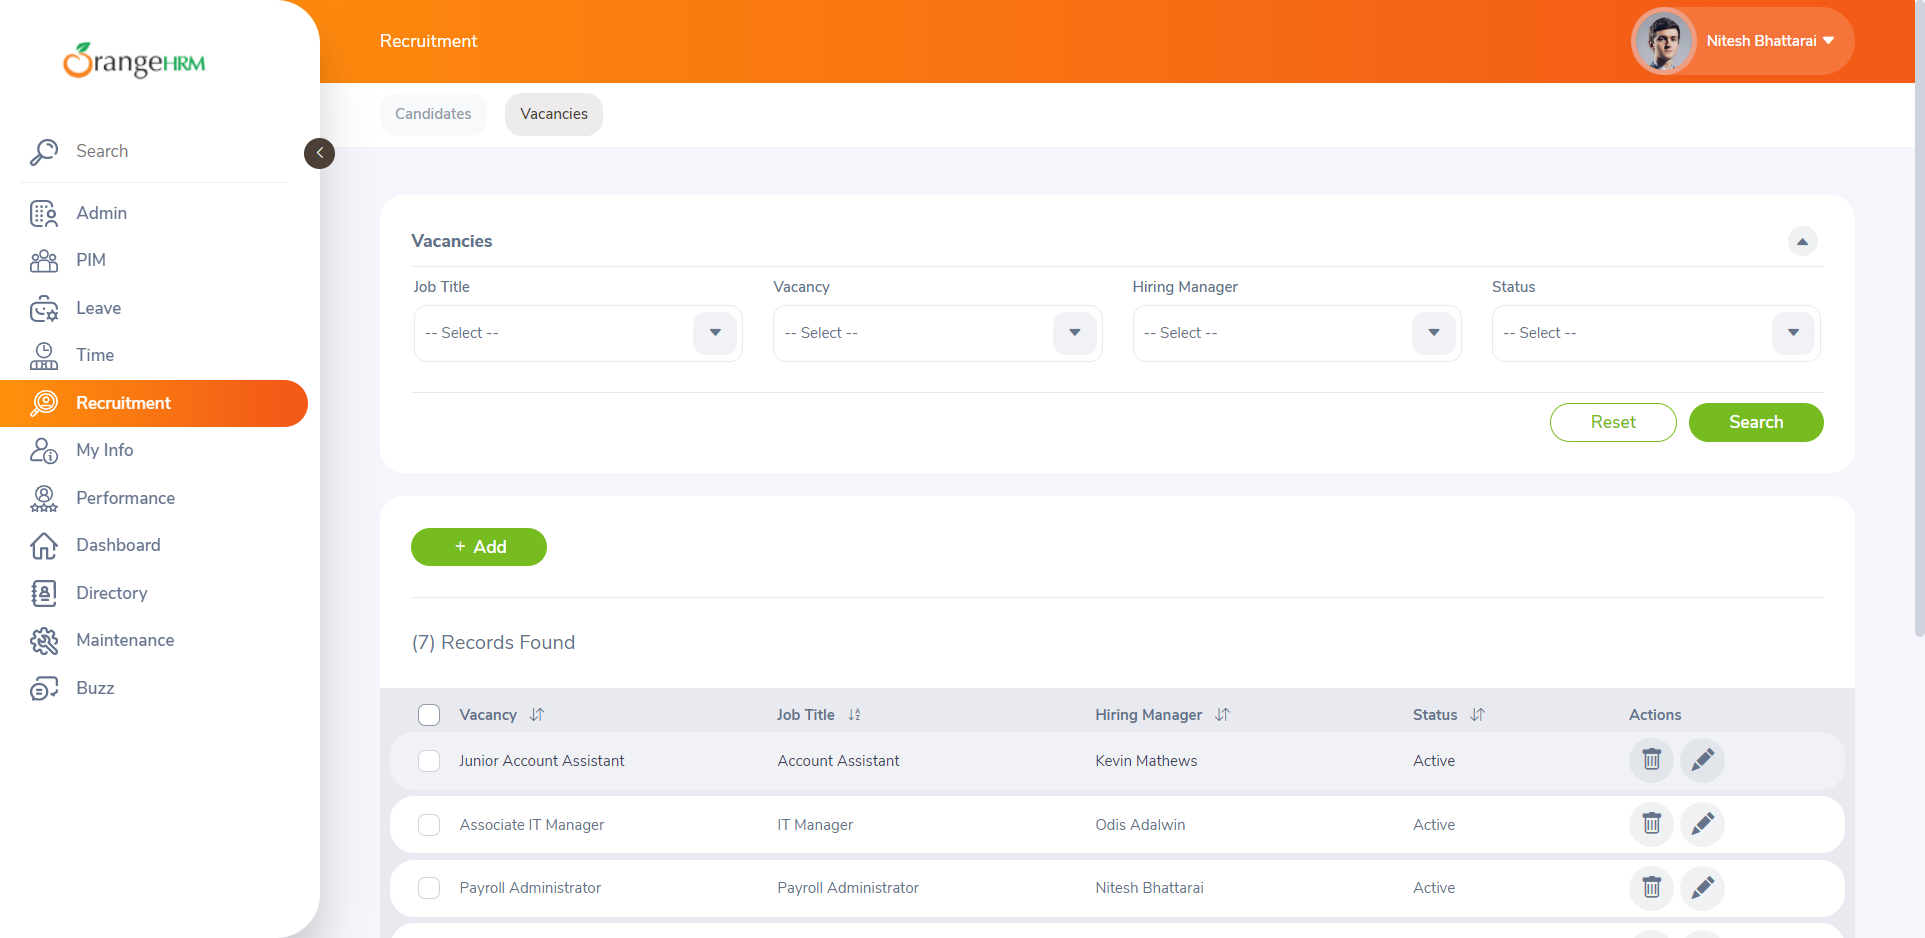 OrangeHRM
Recruitment
Nitesh Bhattarai
Candidates
Vacancies
Search
Admin
PIM
Leave
Time
Recruitment
My Info
Performance
Dashboard
Directory
Maintenance
Buzz
Vacancies
Job Title Vacancy Hiring Manager Status
-- Select -- -- Select -- -- Select -- -- Select --
Reset Search
+ Add
(7) Records Found
Vacancy Job Title Hiring Manager Status Actions
Junior Account Assistant Account Assistant Kevin Mathews Active
Associate IT Manager IT Manager Odis Adalwin Active
Payroll Administrator Payroll Administrator Nitesh Bhattarai Active